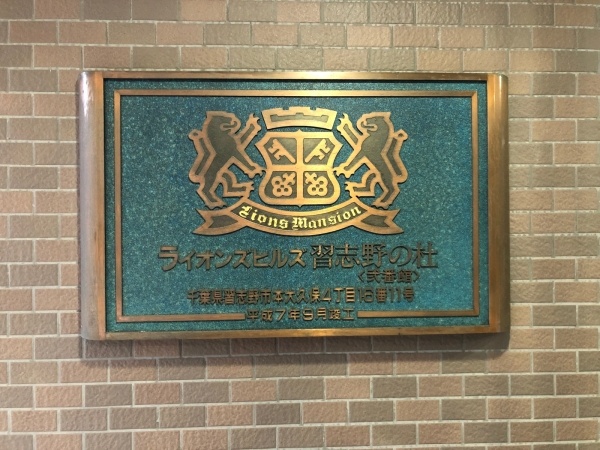 Lions Mansion
ライオンズヒルズ習志野の杜
〈弐番館〉
千葉県習志野市本大久保4丁目18番11号
平成7年9月竣工